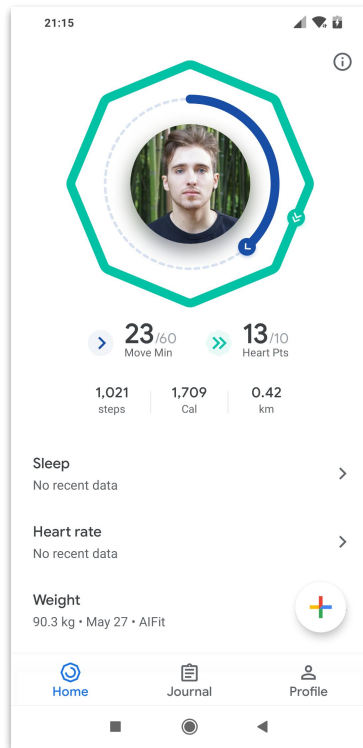 21:15
23/60
Move Min
13/10
Heart Pts
1,021
steps
1,709
Cal
0.42
km
Sleep
No recent data
Heart rate
No recent data
Weight
90.3 kg • May 27 • AIFit
Home
Journal
Profile